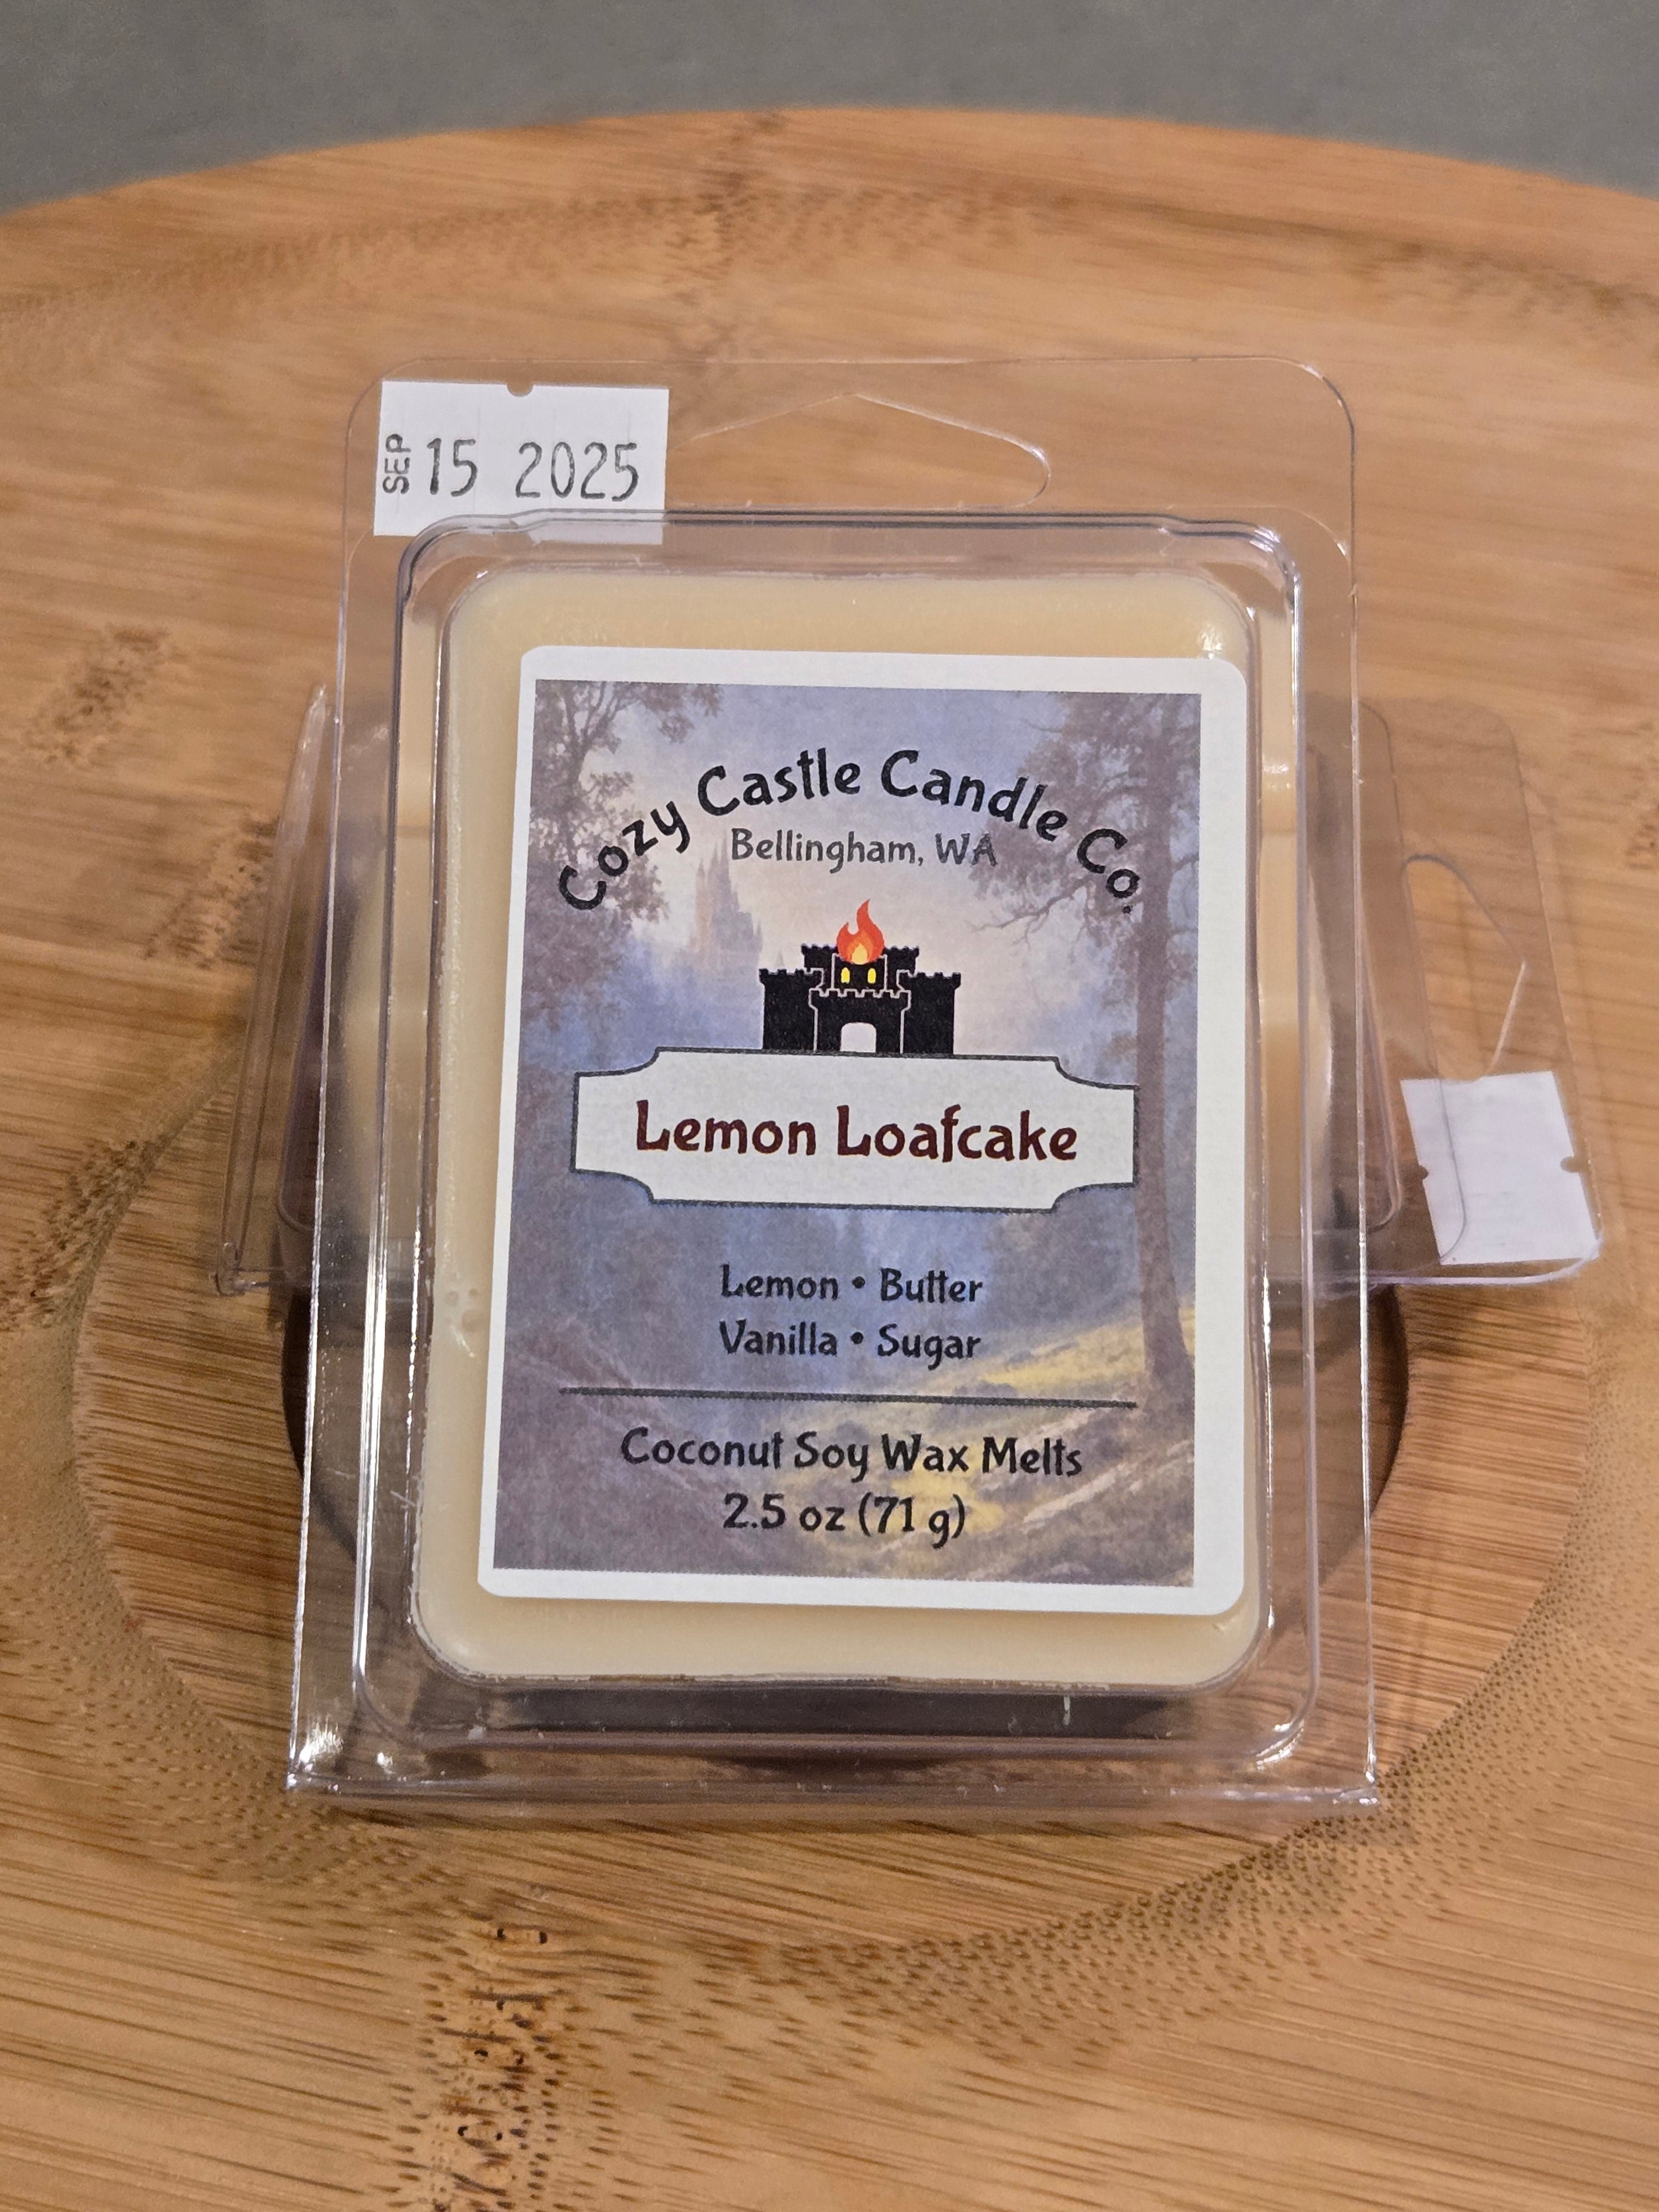 SEP 15 2025
Cozy Castle Candle Co.
Bellingham, WA
Lemon Loafcake
Lemon • Butter
Vanilla • Sugar
Coconut Soy Wax Melts
2.5 oz (71 g)